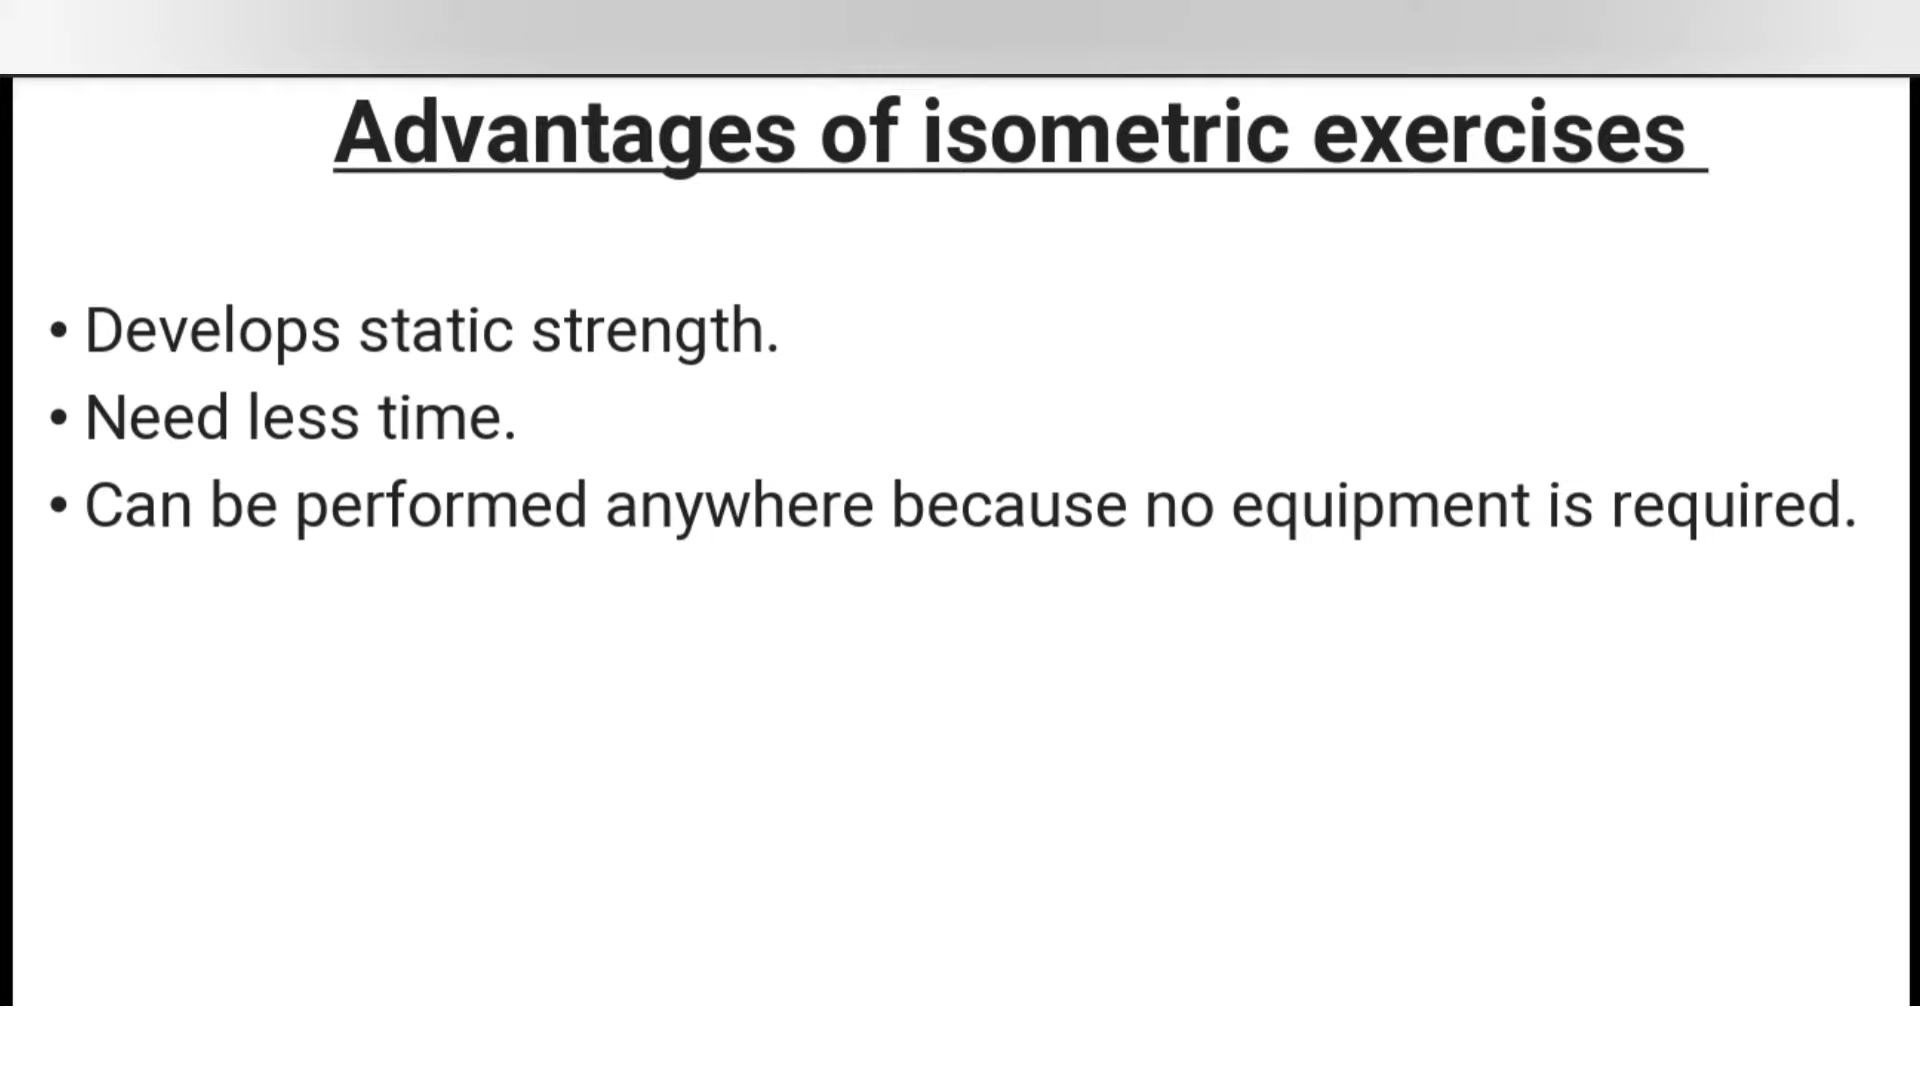 Advantages of isometric exercises
• Develops static strength.
• Need less time.
• Can be performed anywhere because no equipment is required.